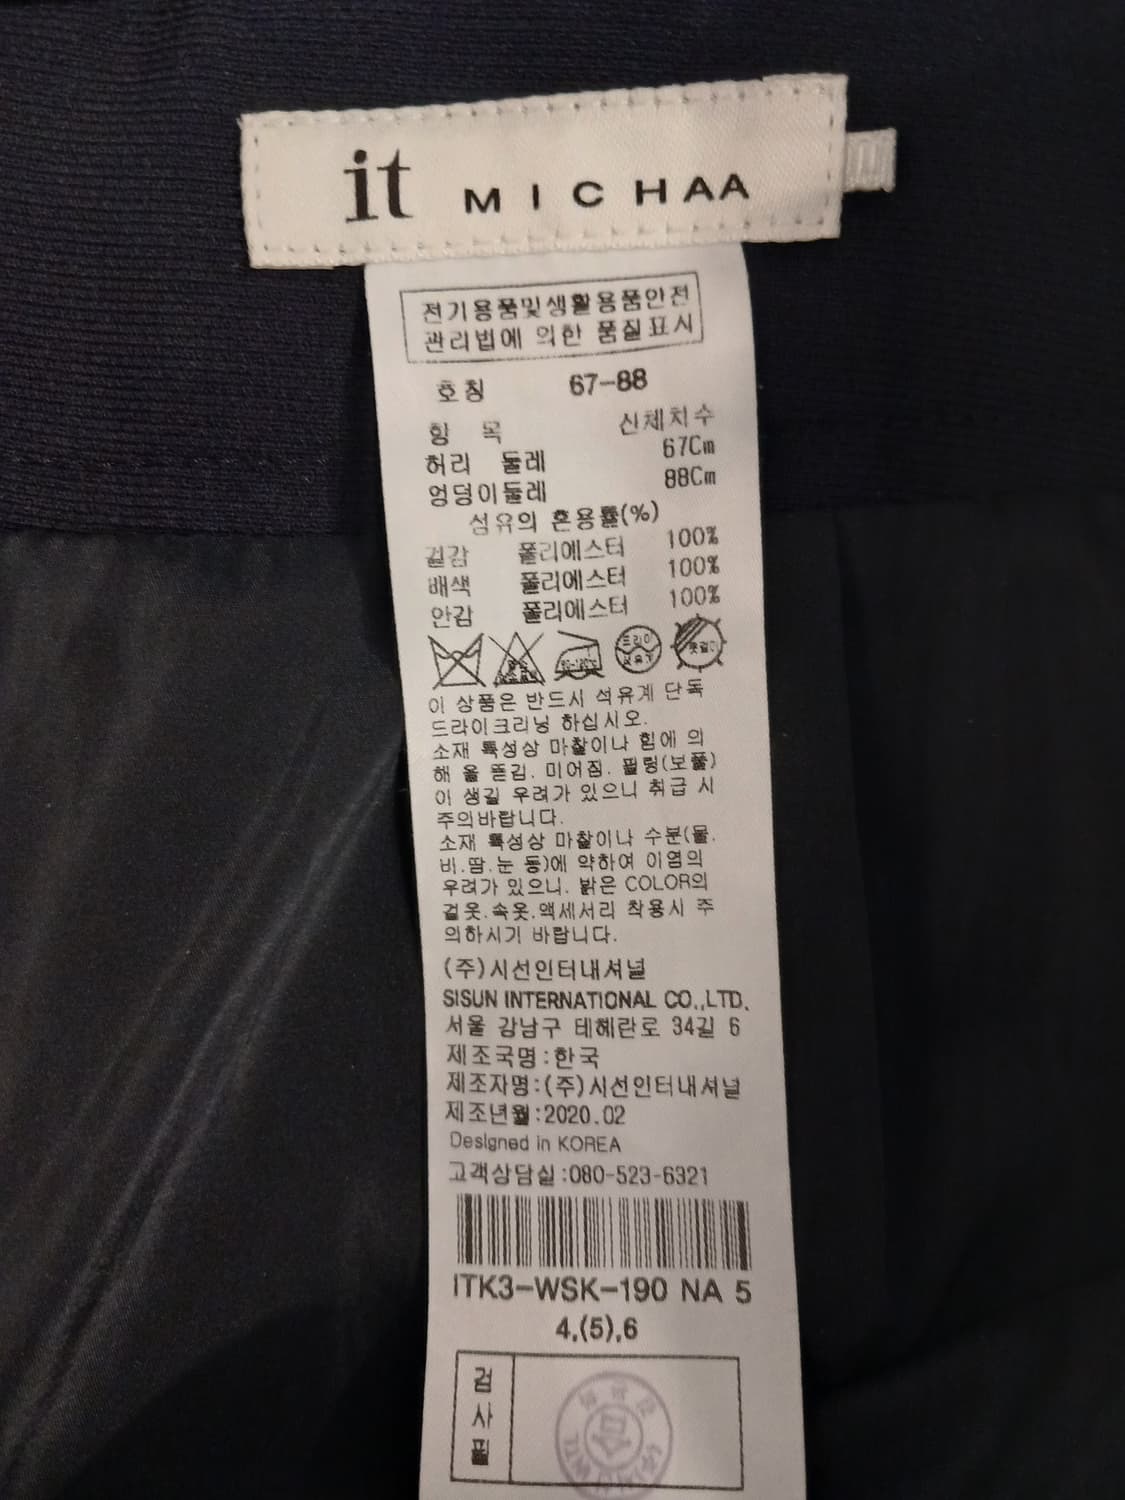 it MICHAA
전기용품및생활용품안전
관리법에 의한 품질표시
호칭 67-88
항 목 신체치수
허리 둘레 67Cm
엉덩이둘레 88Cm
섬유의 혼용률(%)
겉감 폴리에스터 100%
배색 폴리에스터 100%
안감 폴리에스터 100%
드라이
석유계
옷걸이
이 상품은 반드시 석유계 단독
드라이크리닝 하십시오.
소재 특성상 마찰이나 힘에 의
해 올 뜯김, 미어짐, 필링(보풀)
이 생길 우려가 있으니 취급 시
주의바랍니다.
소재 특성상 마찰이나 수분(물,
비,땀,눈 등)에 약하여 이염의
우려가 있으니, 밝은 COLOR의
겉옷,속옷,액세서리 착용시 주
의하시기 바랍니다.
(주)시선인터내셔널
SISUN INTERNATIONAL CO.,LTD.
서울 강남구 테헤란로 34길 6
제조국명:한국
제조자명:(주)시선인터내셔널
제조년월:2020.02
Designed in KOREA
고객상담실:080-523-6321
ITK3-WSK-190 NA 5
4,(5),6
검
사
필